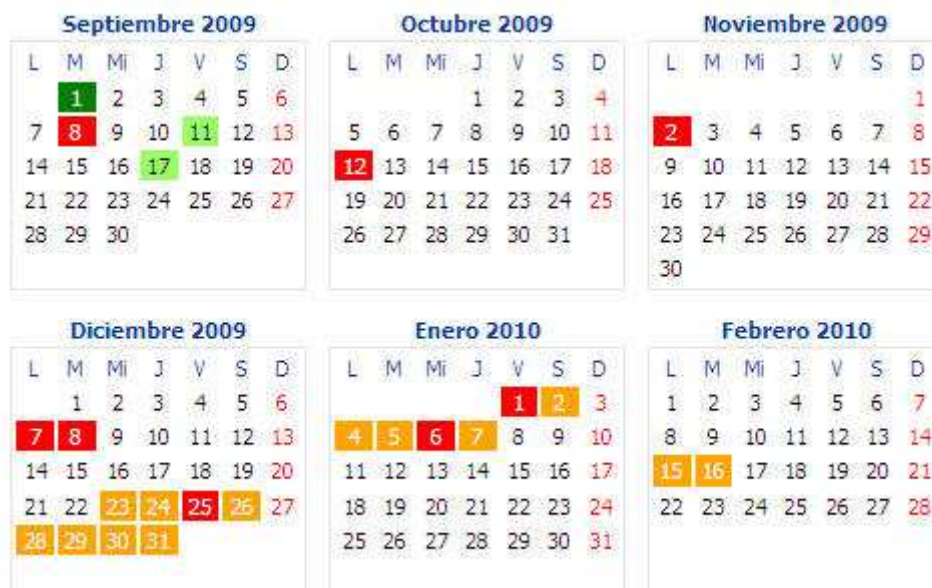 Septiembre 2009
L M Mi J V S D
1 2 3 4 5 6
7 8 9 10 11 12 13
14 15 16 17 18 19 20
21 22 23 24 25 26 27
28 29 30
Octubre 2009
L M Mi J V S D
1 2 3 4
5 6 7 8 9 10 11
12 13 14 15 16 17 18
19 20 21 22 23 24 25
26 27 28 29 30 31
Noviembre 2009
L M Mi J V S D
1
2 3 4 5 6 7 8
9 10 11 12 13 14 15
16 17 18 19 20 21 22
23 24 25 26 27 28 29
30
Diciembre 2009
L M Mi J V S D
1 2 3 4 5 6
7 8 9 10 11 12 13
14 15 16 17 18 19 20
21 22 23 24 25 26 27
28 29 30 31
Enero 2010
L M Mi J V S D
1 2 3
4 5 6 7 8 9 10
11 12 13 14 15 16 17
18 19 20 21 22 23 24
25 26 27 28 29 30 31
Febrero 2010
L M Mi J V S D
1 2 3 4 5 6 7
8 9 10 11 12 13 14
15 16 17 18 19 20 21
22 23 24 25 26 27 28